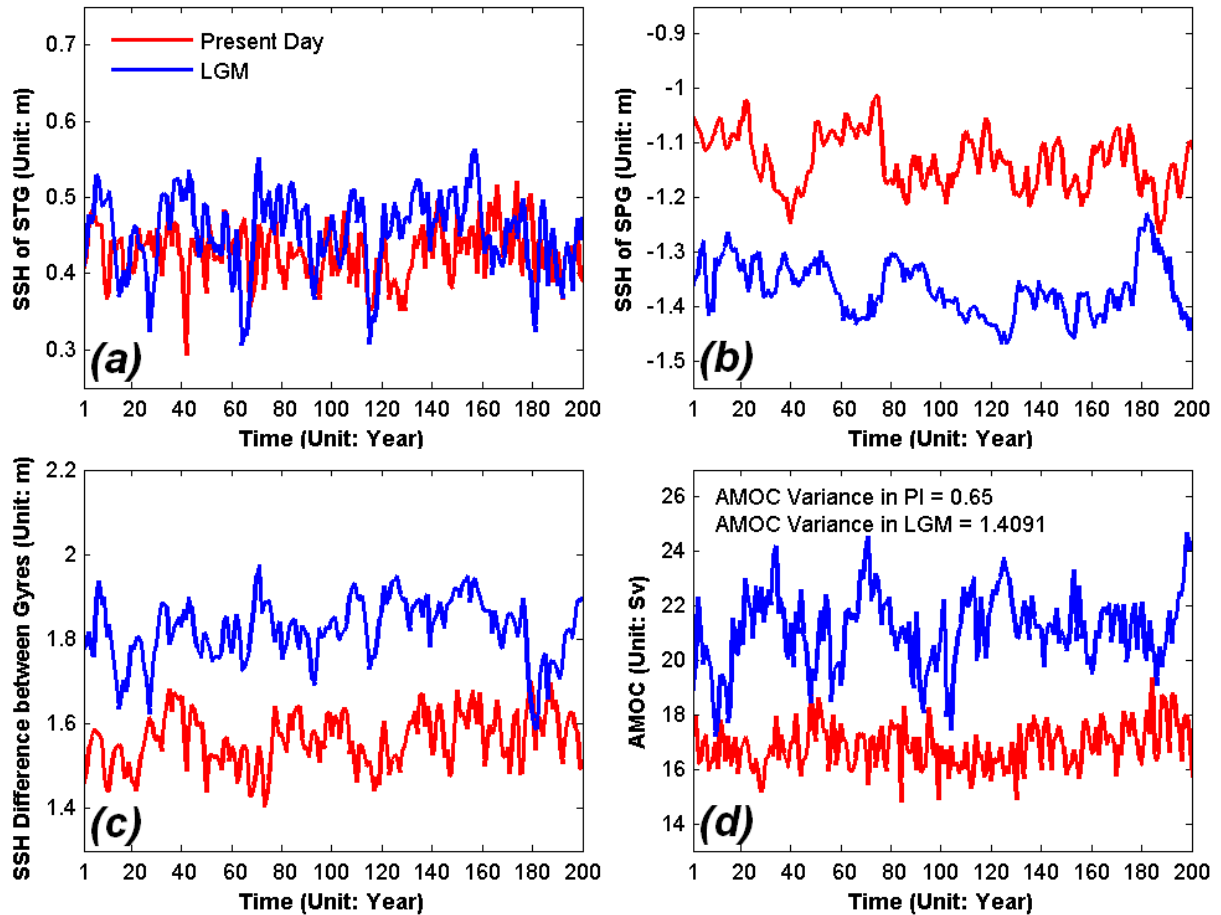 Present Day
LGM
SSH of STG (Unit: m)
0.7
0.6
0.5
0.4
0.3
(a)
1 20 40 60 80 100 120 140 160 180 200
Time (Unit: Year)
SSH of SPG (Unit: m)
-0.9
-1
-1.1
-1.2
-1.3
-1.4
-1.5
(b)
1 20 40 60 80 100 120 140 160 180 200
Time (Unit: Year)
SSH Difference between Gyres (Unit: m)
2.2
2
1.8
1.6
1.4
(c)
1 20 40 60 80 100 120 140 160 180 200
Time (Unit: Year)
AMOC Variance in PI = 0.65
AMOC Variance in LGM = 1.4091
AMOC (Unit: Sv)
26
24
22
20
18
16
14
(d)
1 20 40 60 80 100 120 140 160 180 200
Time (Unit: Year)